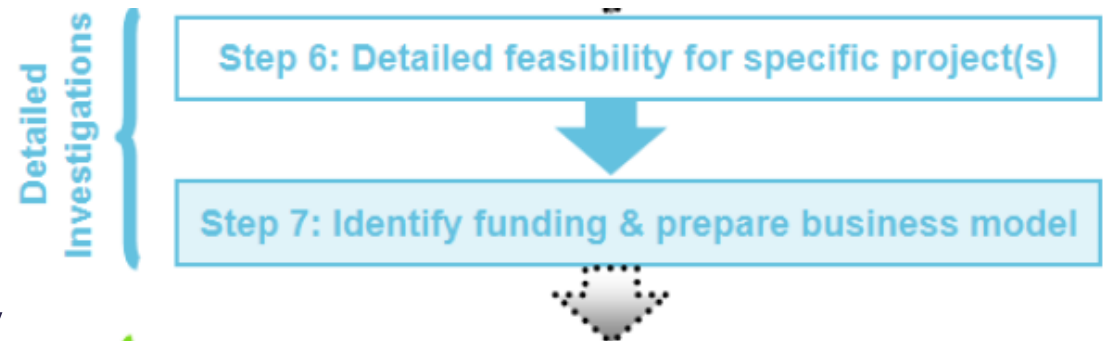 Detailed
Investigations
Step 6: Detailed feasibility for specific project(s)
Step 7: Identify funding & prepare business model